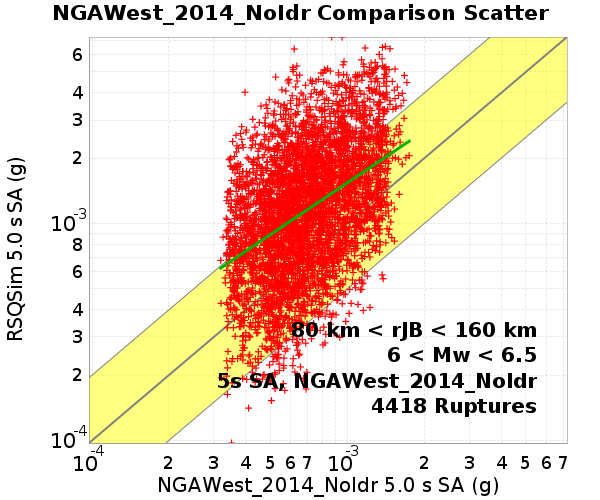 NGAWest_2014_NoIdr Comparison Scatter
RSQSim 5.0 s SA (g)
6
4
3
2
10-3
8
6
4
3
2
10-4
80 km < rJB < 160 km
6 < Mw < 6.5
5s SA, NGAWest_2014_NoIdr
4418 Ruptures
10-4 2 3 4 5 6 7 10-3 2 3 4 5 6 7
NGAWest_2014_NoIdr 5.0 s SA (g)